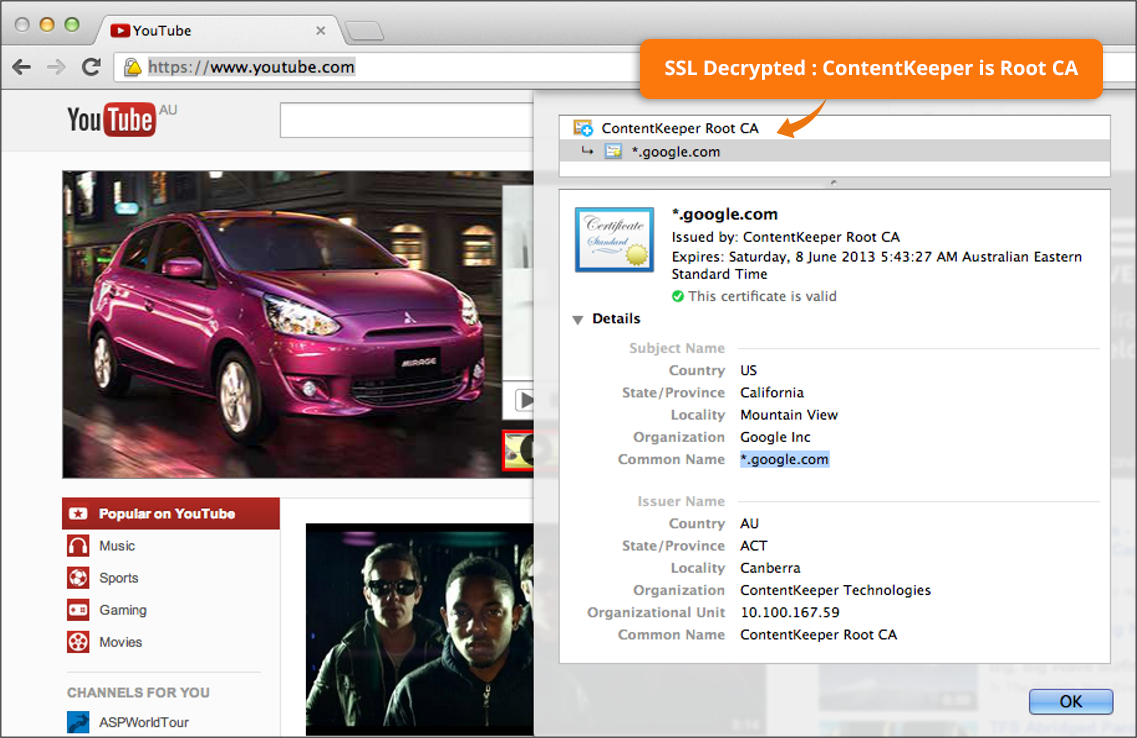 YouTube
https://www.youtube.com
SSL Decrypted : ContentKeeper is Root CA
YouTube AU
ContentKeeper Root CA
*.google.com
Certificate
Standard
*.google.com
Issued by: ContentKeeper Root CA
Expires: Saturday, 8 June 2013 5:43:27 AM Australian Eastern
Standard Time
This certificate is valid
Details
Subject Name
Country US
State/Province California
Locality Mountain View
Organization Google Inc
Common Name *.google.com
Issuer Name
Country AU
State/Province ACT
Locality Canberra
Organization ContentKeeper Technologies
Organizational Unit 10.100.167.59
Common Name ContentKeeper Root CA
OK
MIRAGE
Popular on YouTube
Music
Sports
Gaming
Movies
CHANNELS FOR YOU
ASPWorldTour